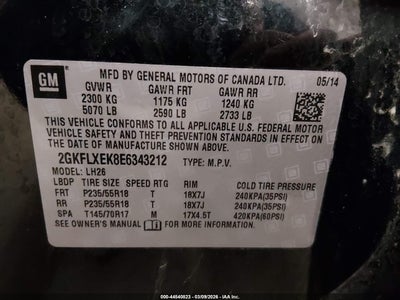 GM
MFD BY GENERAL MOTORS OF CANADA LTD. 05/14
GVWR GAWR FRT GAWR RR
2300 KG 1175 KG 1240 KG
5070 LB 2590 LB 2733 LB
THIS VEHICLE CONFORMS TO ALL APPLICABLE U.S. FEDERAL MOTOR
VEHICLE SAFETY AND THEFT PREVENTION STANDARDS IN EFFECT ON
THE DATE OF MANUFACTURE SHOWN ABOVE.
2GKFLXEK8E6343212 TYPE: M.P.V.
MODEL: LH26
LBDP TIRE SIZE SPEED RTG RIM COLD TIRE PRESSURE
FRT P235/55R18 T 18X7J 240KPA(35PSI)
RR P235/55R18 T 18X7J 240KPA(35PSI)
SPA T145/70R17 M 17X4.5T 420KPA(60PSI)
SEE OWNER'S MANUAL FOR MORE INFORMATION.
000-44540823 - 03/09/2026 - IAA Inc.